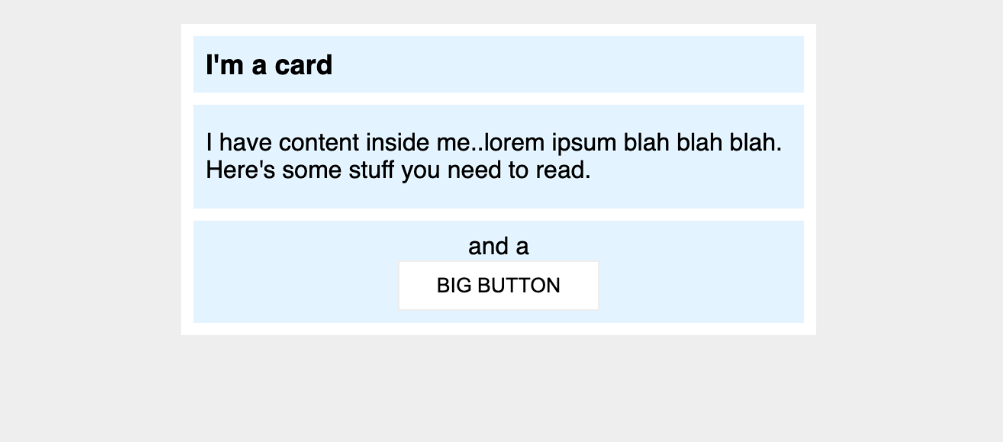 I'm a card
I have content inside me..lorem ipsum blah blah blah.
Here's some stuff you need to read.
and a
BIG BUTTON